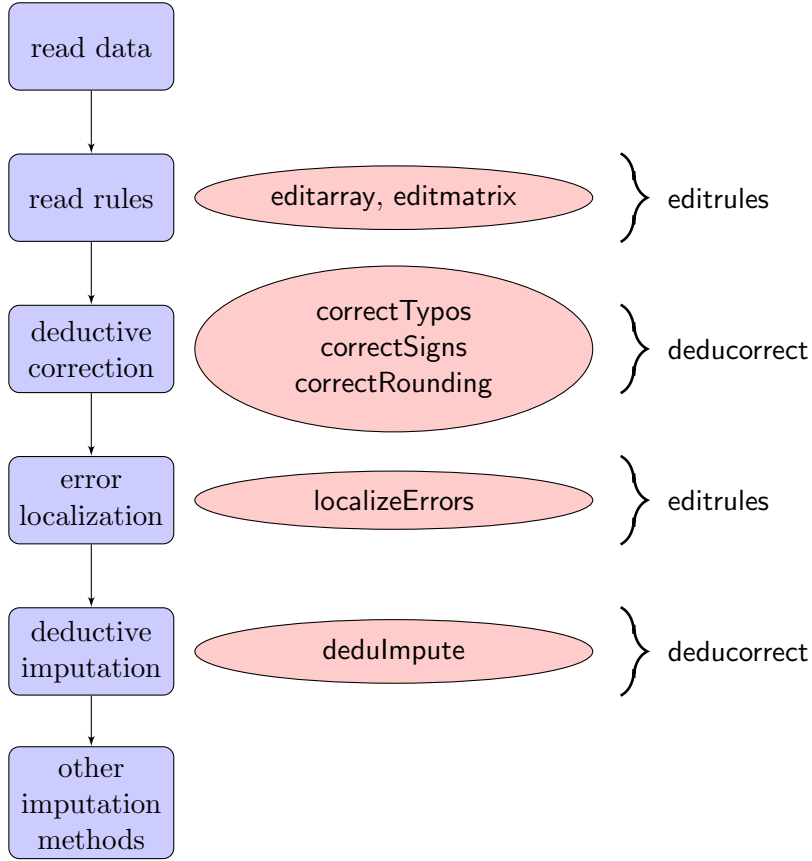 read data
read rules
editarray, editmatrix
editrules
deductive
correction
correctTypos
correctSigns
correctRounding
deducorrect
error
localization
localizeErrors
editrules
deductive
imputation
deduImpute
deducorrect
other
imputation
methods